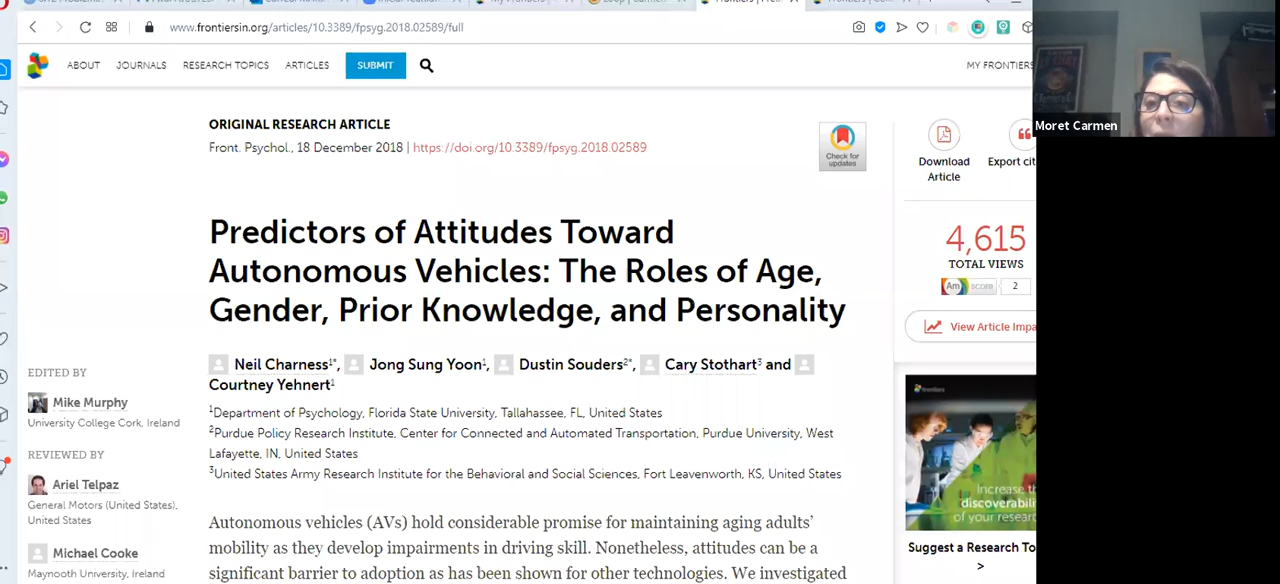 www.frontiersin.org/articles/10.3389/fpsyg.2018.02589/full
ABOUT JOURNALS RESEARCH TOPICS ARTICLES SUBMIT MY FRONTIERS
Moret Carmen
ORIGINAL RESEARCH ARTICLE
Front. Psychol., 18 December 2018 | https://doi.org/10.3389/fpsyg.2018.02589
Check for
updates
Download
Article
Export cit
Predictors of Attitudes Toward
Autonomous Vehicles: The Roles of Age,
Gender, Prior Knowledge, and Personality
4,615
TOTAL VIEWS
Am score 2
View Article Impa
Neil Charness1*, Jong Sung Yoon1, Dustin Souders2*, Cary Stothart3 and
Courtney Yehnert1
EDITED BY
Mike Murphy
University College Cork, Ireland
REVIEWED BY
Ariel Telpaz
General Motors (United States),
United States
Michael Cooke
Maynooth University, Ireland
1Department of Psychology, Florida State University, Tallahassee, FL, United States
2Purdue Policy Research Institute, Center for Connected and Automated Transportation, Purdue University, West
Lafayette, IN, United States
3United States Army Research Institute for the Behavioral and Social Sciences, Fort Leavenworth, KS, United States
Autonomous vehicles (AVs) hold considerable promise for maintaining aging adults'
mobility as they develop impairments in driving skill. Nonetheless, attitudes can be a
significant barrier to adoption as has been shown for other technologies. We investigated
frontiers
Increase th
discoverabili
of your resear
Suggest a Research To
>